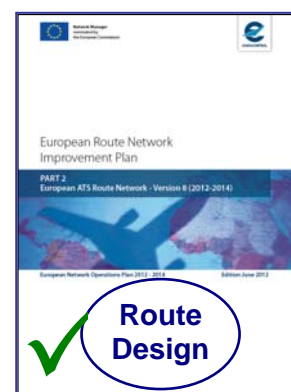 Network Manager
nominated by
the European Commission
EUROCONTROL
European Route Network
Improvement Plan
PART 2
European ATS Route Network - Version 8 (2012-2014)
European Network Operations Plan 2012 - 2014
Edition June 2012
Route
Design